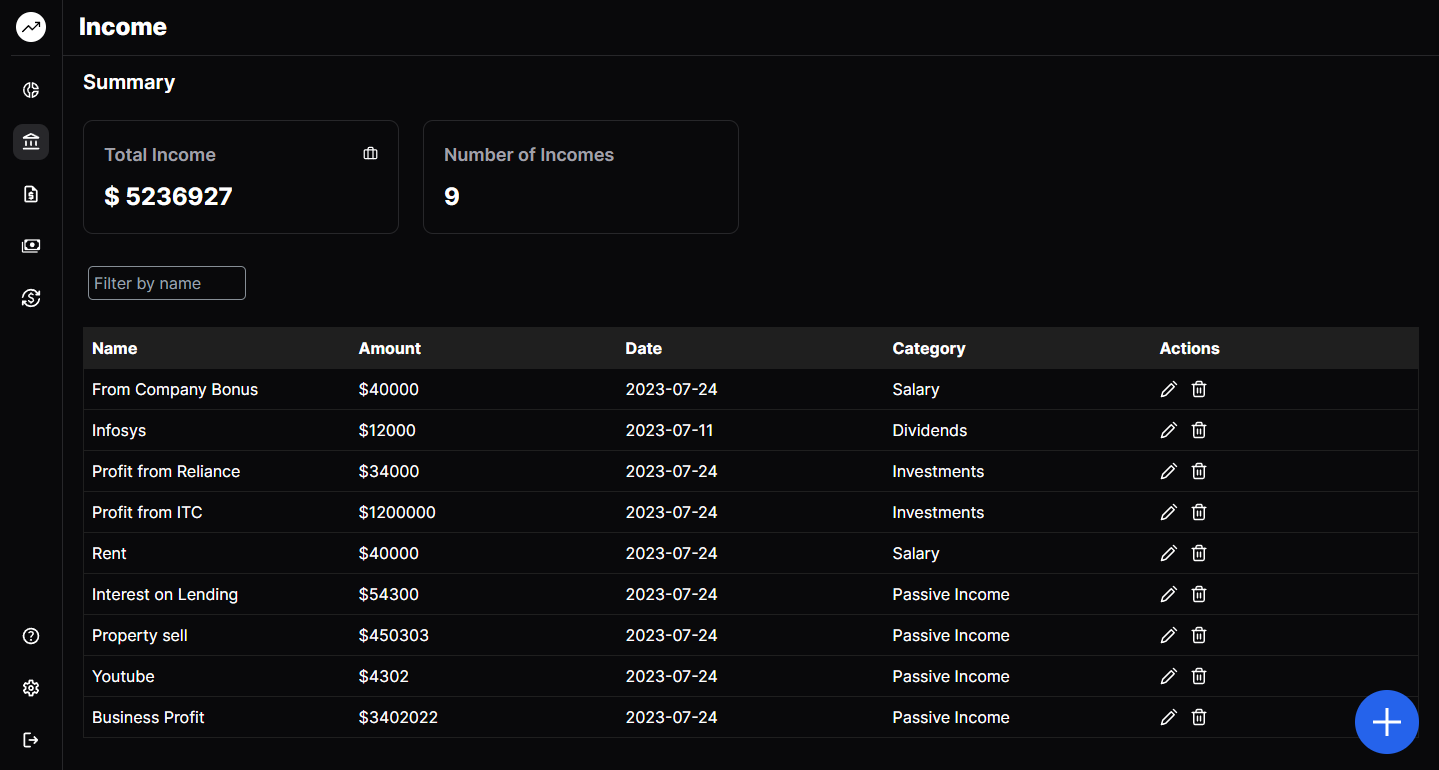 Income
Summary
Total Income
$ 5236927
Number of Incomes
9
Filter by name
Name Amount Date Category Actions
From Company Bonus $40000 2023-07-24 Salary
Infosys $12000 2023-07-11 Dividends
Profit from Reliance $34000 2023-07-24 Investments
Profit from ITC $1200000 2023-07-24 Investments
Rent $40000 2023-07-24 Salary
Interest on Lending $54300 2023-07-24 Passive Income
Property sell $450303 2023-07-24 Passive Income
Youtube $4302 2023-07-24 Passive Income
Business Profit $3402022 2023-07-24 Passive Income